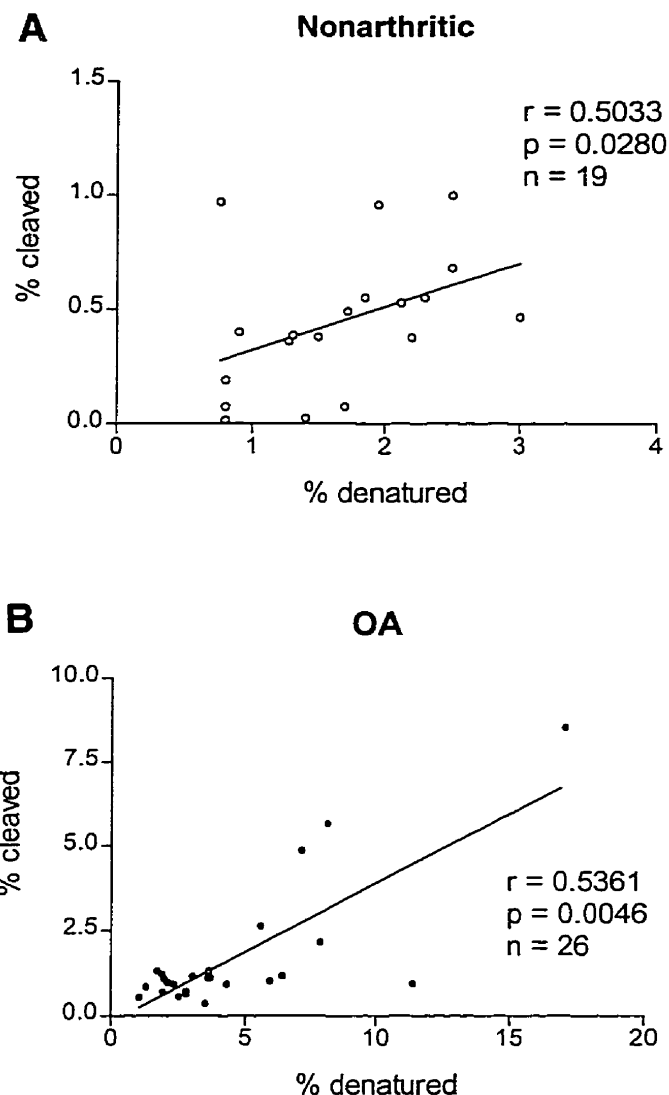 A
Nonarthritic
1.5
1.0
0.5
0.0
% cleaved
r = 0.5033
p = 0.0280
n = 19
0 1 2 3 4
% denatured
B
OA
10.0
7.5
5.0
2.5
0.0
% cleaved
r = 0.5361
p = 0.0046
n = 26
0 5 10 15 20
% denatured